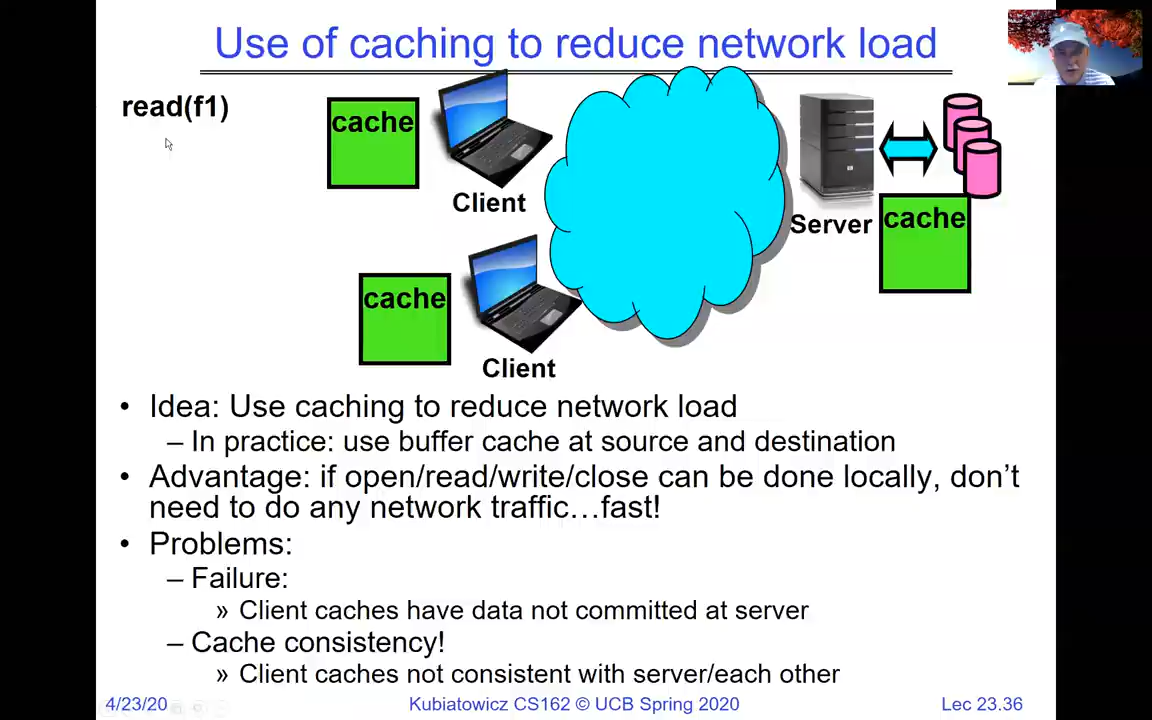 Use of caching to reduce network load
read(f1)
cache
Client
Server
cache
cache
Client
• Idea: Use caching to reduce network load
– In practice: use buffer cache at source and destination
• Advantage: if open/read/write/close can be done locally, don’t
need to do any network traffic…fast!
• Problems:
– Failure:
» Client caches have data not committed at server
– Cache consistency!
» Client caches not consistent with server/each other
4/23/20
Kubiatowicz CS162 © UCB Spring 2020
Lec 23.36